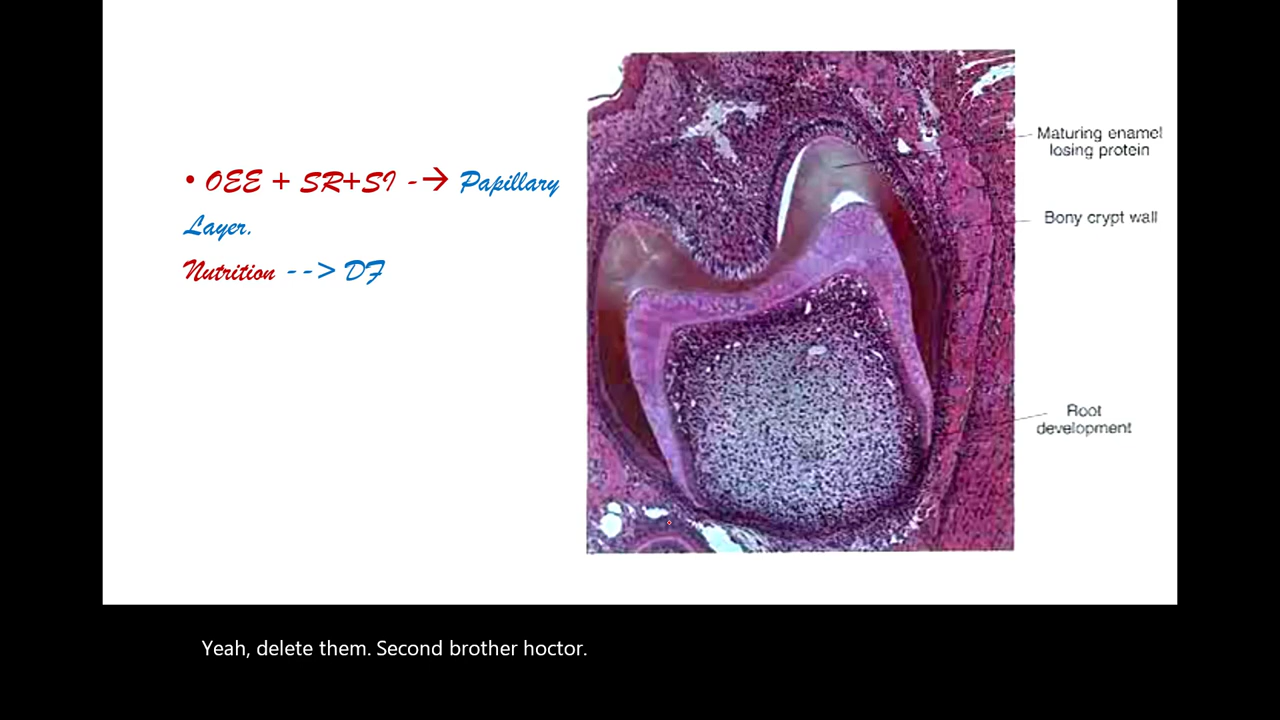 • OEE + SR+SI -→ Papillary
Layer.
Nutrition --> DF
Maturing enamel
losing protein
Bony crypt wall
Root
development
Yeah, delete them. Second brother hoctor.